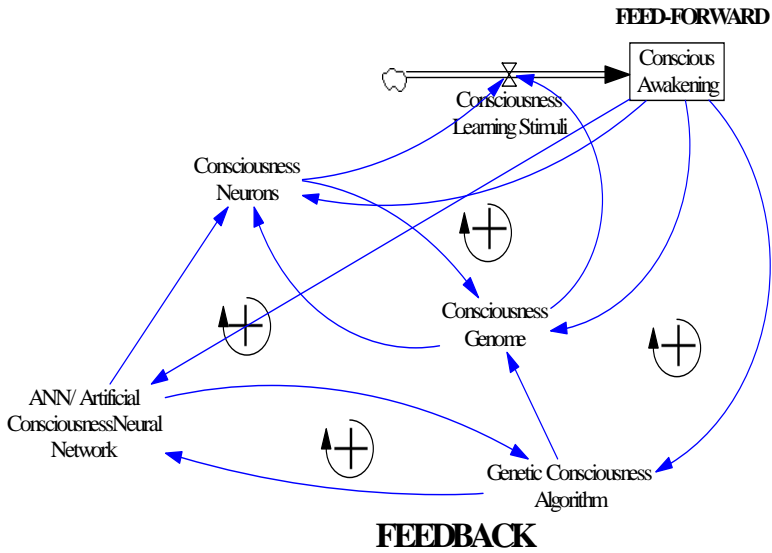 FEED-FORWARD
Conscious
Awakening
Consciousness
Learning Stimuli
Consciousness
Neurons
Consciousness
Genome
ANN/ Artificial
ConsciousnessNeural
Network
Genetic Consciousness
Algorithm
FEEDBACK